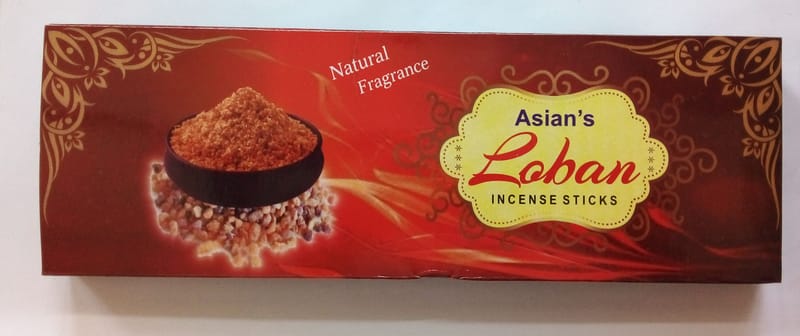 Natural
Fragrance
Asian's
Loban
INCENSE STICKS